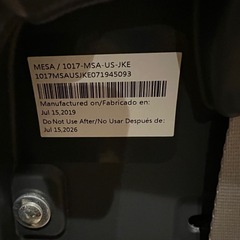 MESA / 1017-MSA-US-JKE
1017MSAUSJKE071945093
Manufactured on/Fabricado en:
Jul 15,2019
Do Not Use After/No Usar Después de:
Jul 15,2026